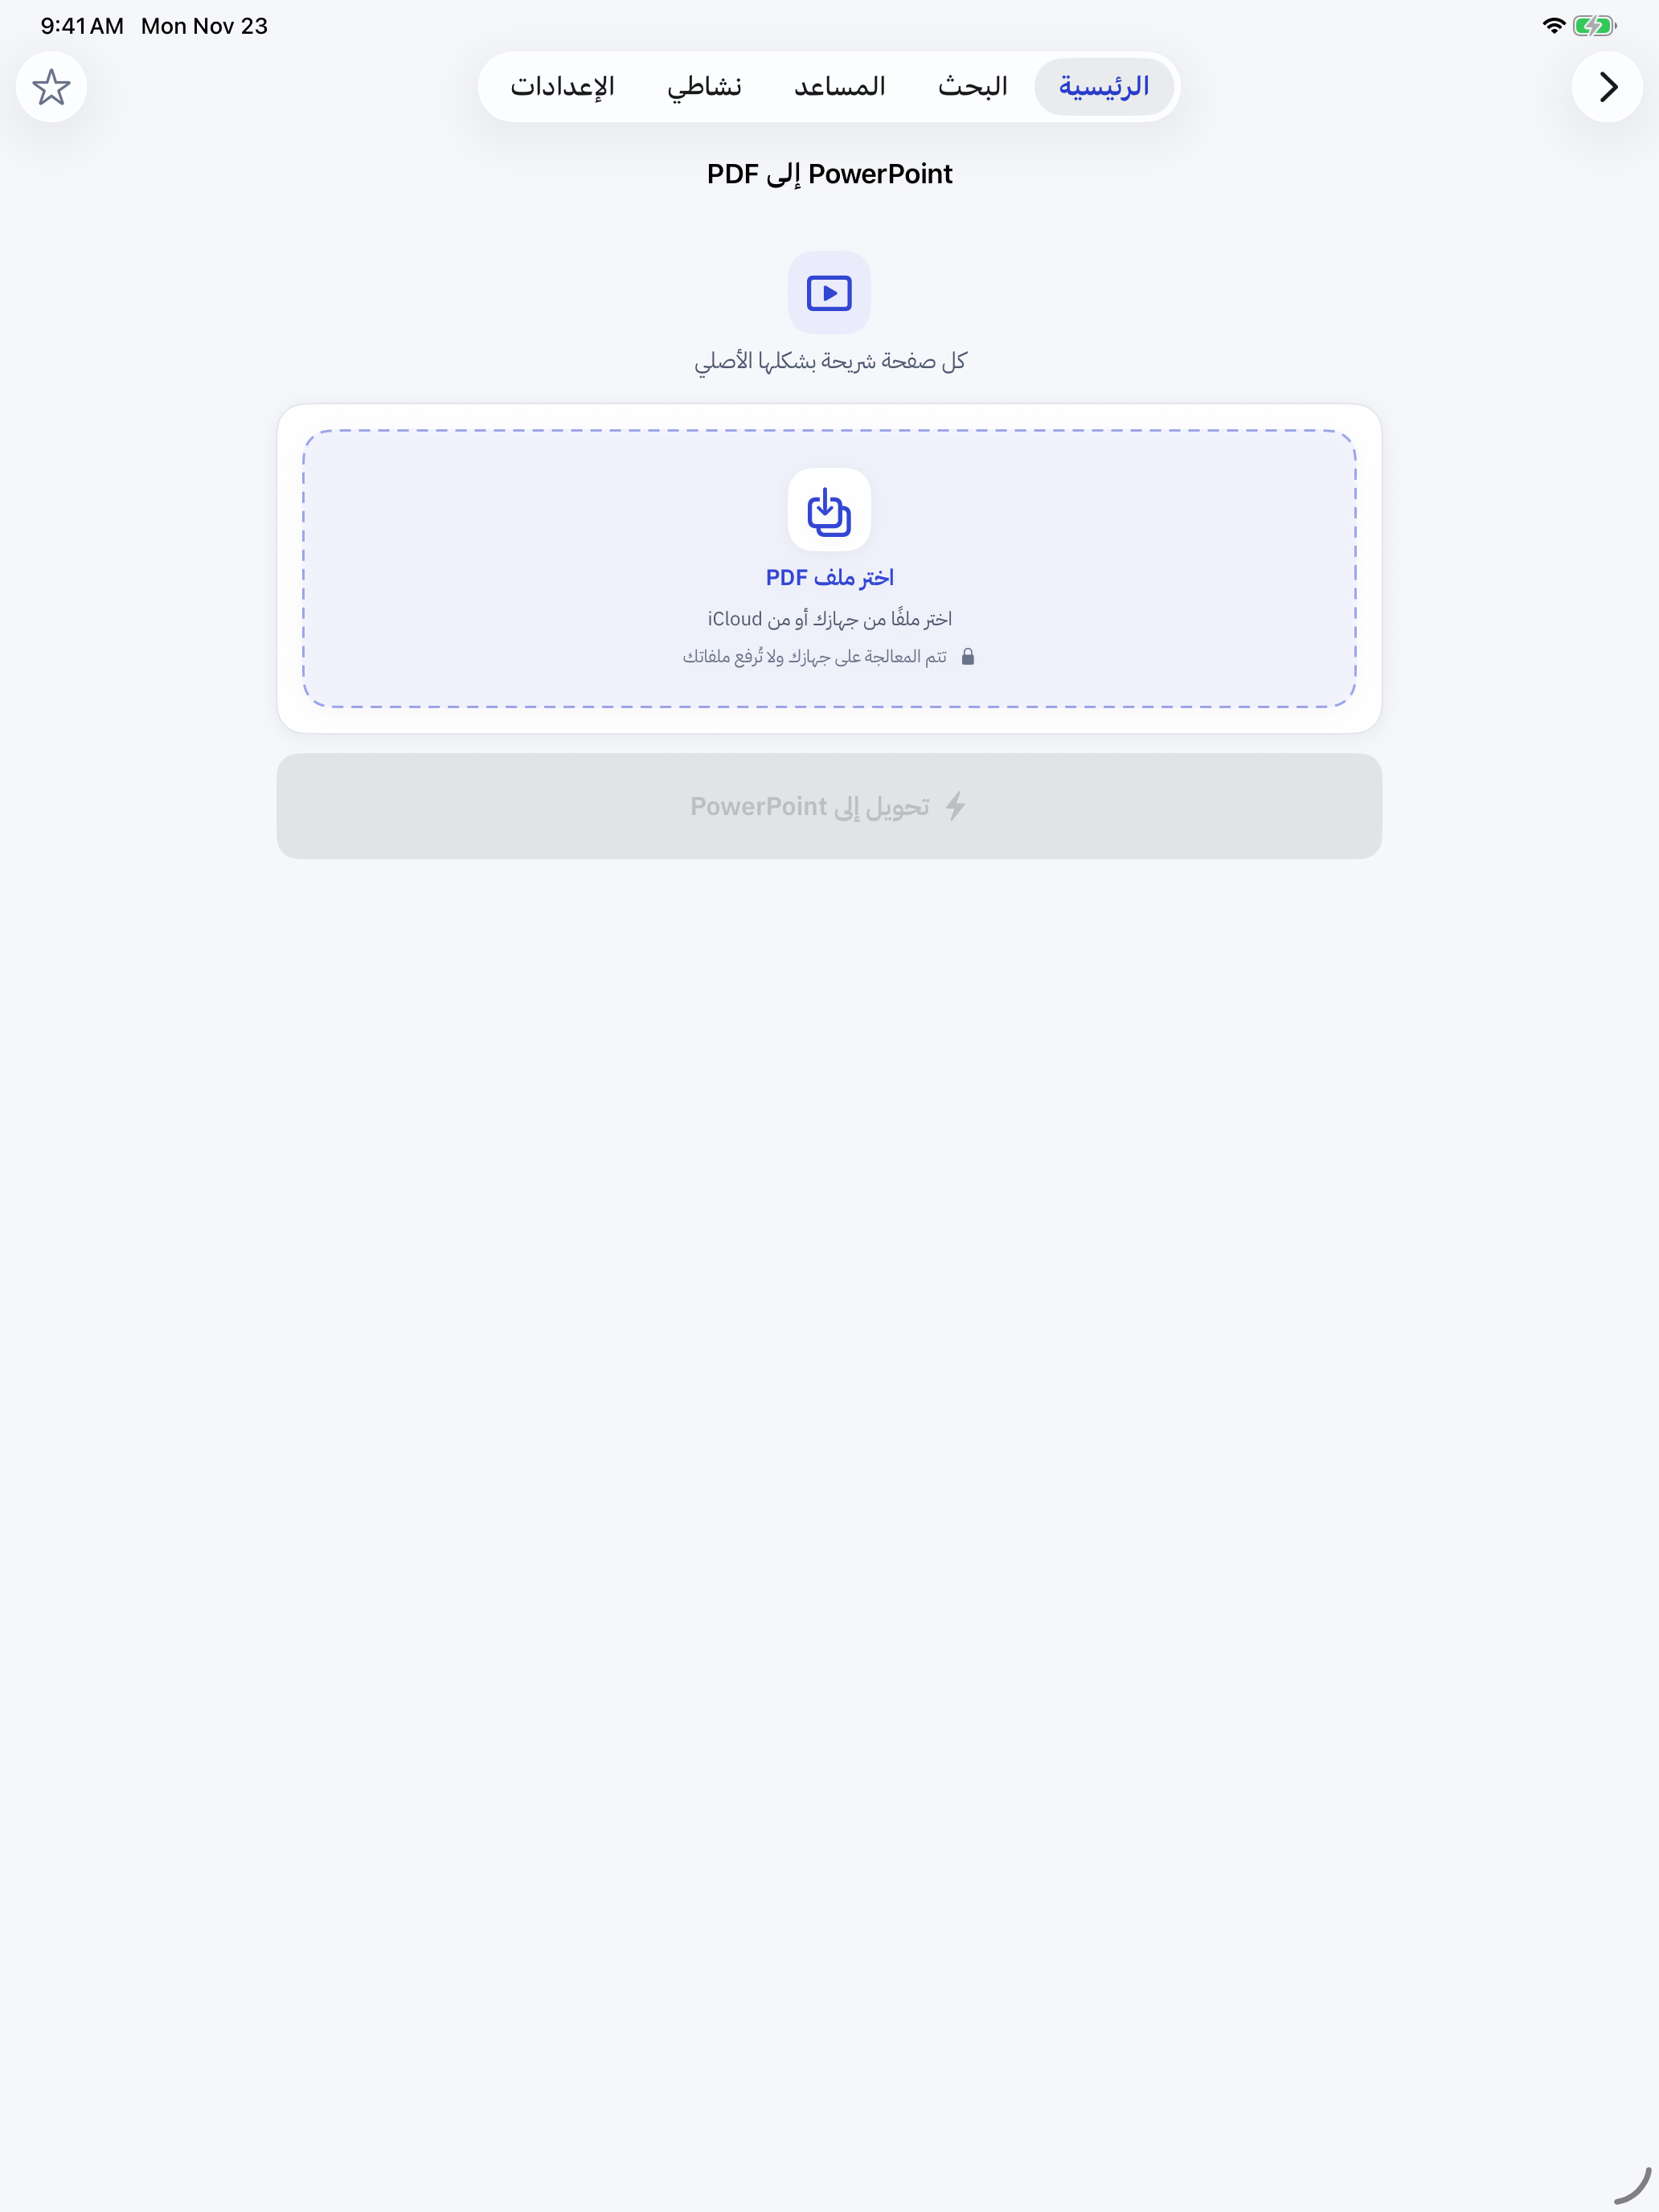 9:41 AM Mon Nov 23
الرئيسية البحث المساعد نشاطي الإعدادات
PDF إلى PowerPoint
كل صفحة شريحة بشكلها الأصلي
اختر ملف PDF
اختر ملفًا من جهازك أو من iCloud
تتم المعالجة على جهازك ولا تُرفع ملفاتك
تحويل إلى PowerPoint